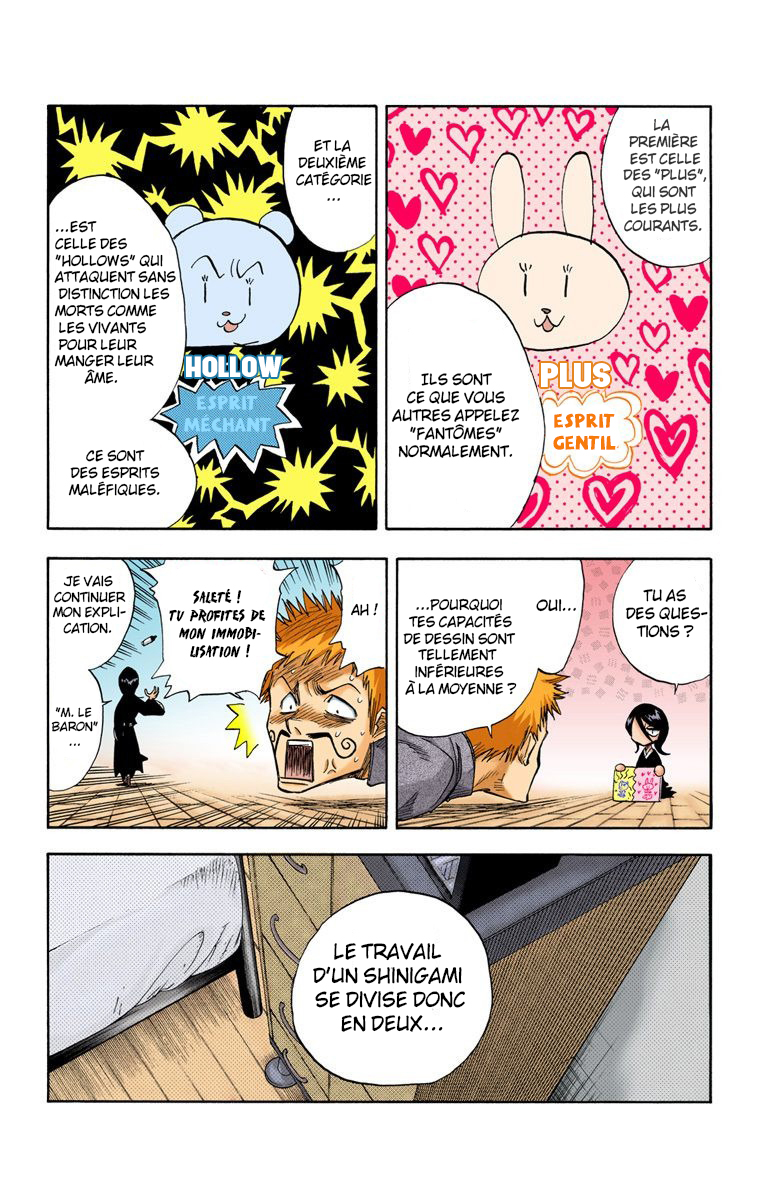 LA
PREMIÈRE
EST CELLE
DES "PLUS",
QUI SONT
LES PLUS
COURANTS.
ILS SONT
CE QUE VOUS
AUTRES APPELEZ
"FANTÔMES"
NORMALEMENT.
PLUS
ESPRIT
GENTIL
ET LA
DEUXIÈME
CATÉGORIE
...
...EST
CELLE DES
"HOLLOWS" QUI
ATTAQUENT SANS
DISTINCTION LES
MORTS COMME
LES VIVANTS
POUR LEUR
MANGER LEUR
ÂME.
CE SONT
DES ESPRITS
MALÉFIQUES.
HOLLOW
ESPRIT
MÉCHANT
TU AS
DES QUES-
TIONS ?
OUI...
...POURQUOI
TES CAPACITÉS
DE DESSIN SONT
TELLEMENT
INFÉRIEURES
À LA MOYENNE ?
AH !
SALETÉ !
TU PROFITES DE
MON IMMOBI-
LISATION !
JE VAIS
CONTINUER
MON EXPLI-
CATION.
"M. LE
BARON"
...
LE TRAVAIL
D'UN SHINIGAMI
SE DIVISE DONC
EN DEUX...